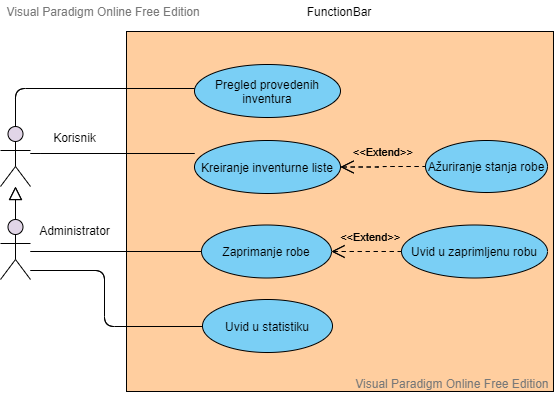 Visual Paradigm Online Free Edition
FunctionBar
Pregled provedenih
inventura
Korisnik
<<Extend>>
Kreiranje inventurne liste
Ažuriranje stanja robe
Administrator
<<Extend>>
Zaprimanje robe
Uvid u zaprimljenu robu
Uvid u statistiku
Visual Paradigm Online Free Edition